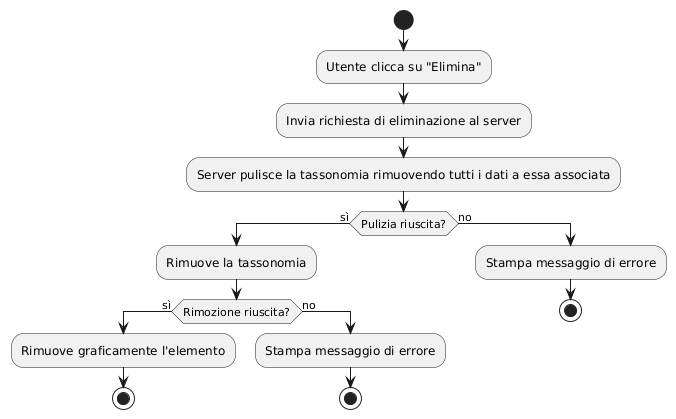 Utente clicca su "Elimina"
Invia richiesta di eliminazione al server
Server pulisce la tassonomia rimuovendo tutti i dati a essa associata
sì
Pulizia riuscita?
no
Rimuove la tassonomia
Stampa messaggio di errore
sì
Rimozione riuscita?
no
Rimuove graficamente l'elemento
Stampa messaggio di errore